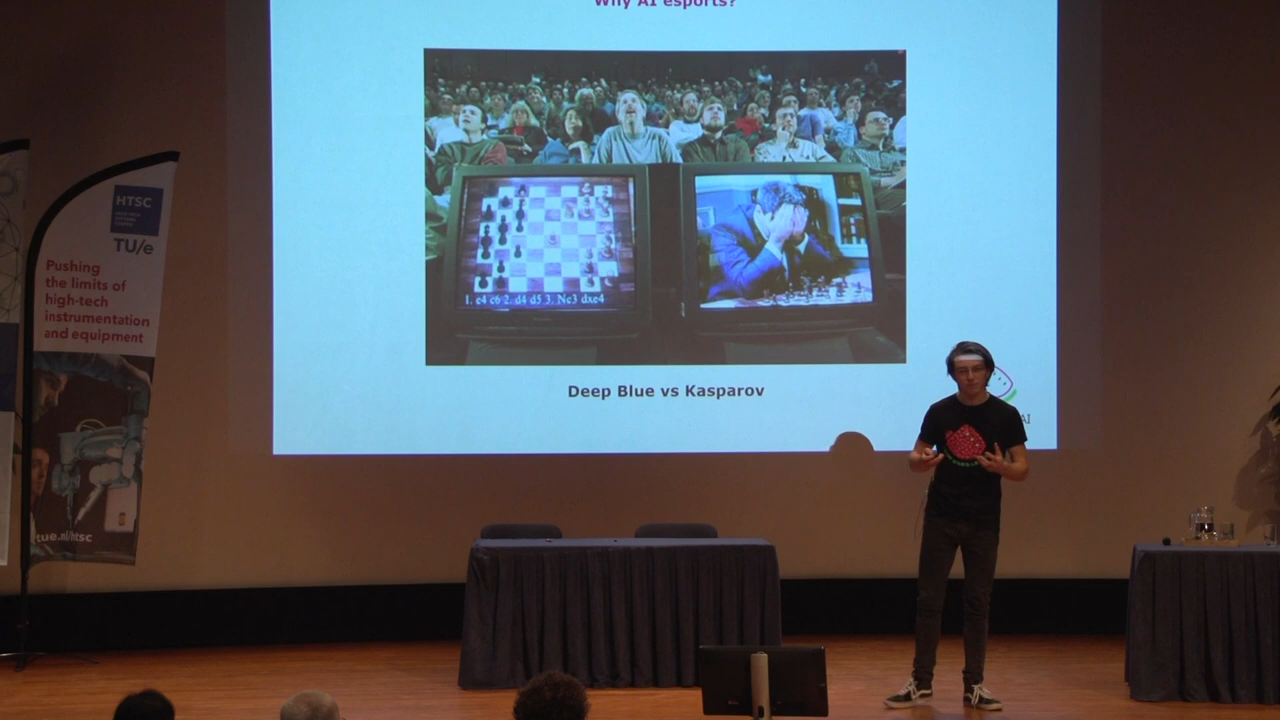 Why AI esports?
1. e4 c6 2. d4 d5 3. Nc3 dxe4
Deep Blue vs Kasparov
AI
HTSC
TU/e
Pushing
the limits of
high-tech
instrumentation
and equipment
tue.nl/htsc